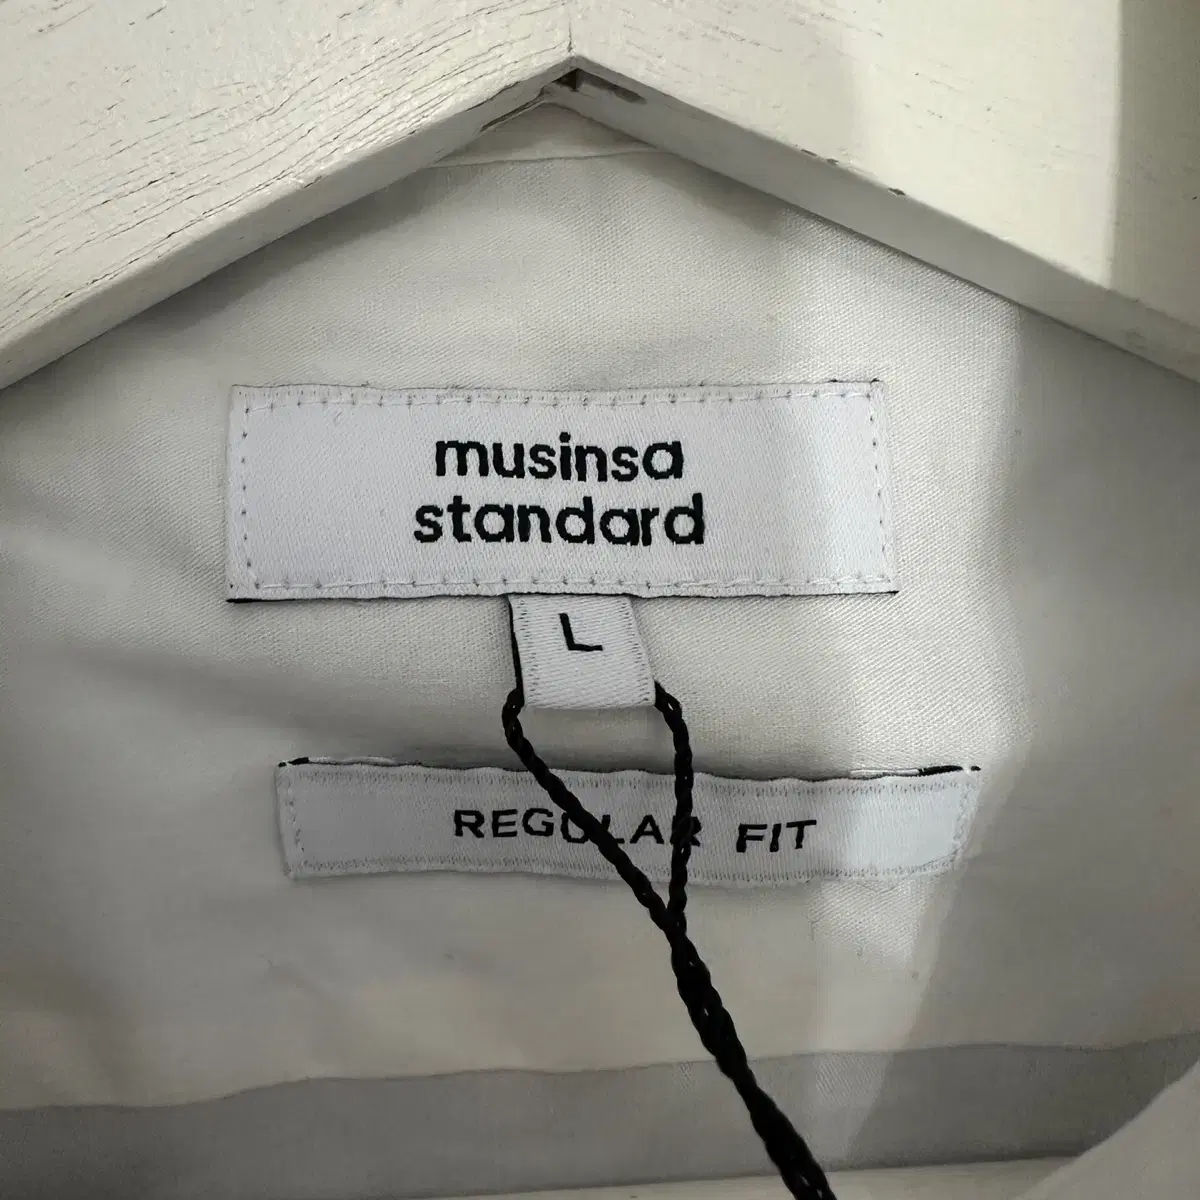 musinsa
standard
L
REGULAR FIT